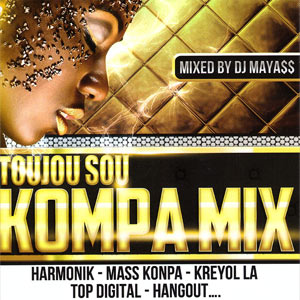 MIXED BY DJ MAYA$$
TOUJOU SOU
KOMPA MIX
HARMONIK - MASS KONPA - KREYOL LA
TOP DIGITAL - HANGOUT....